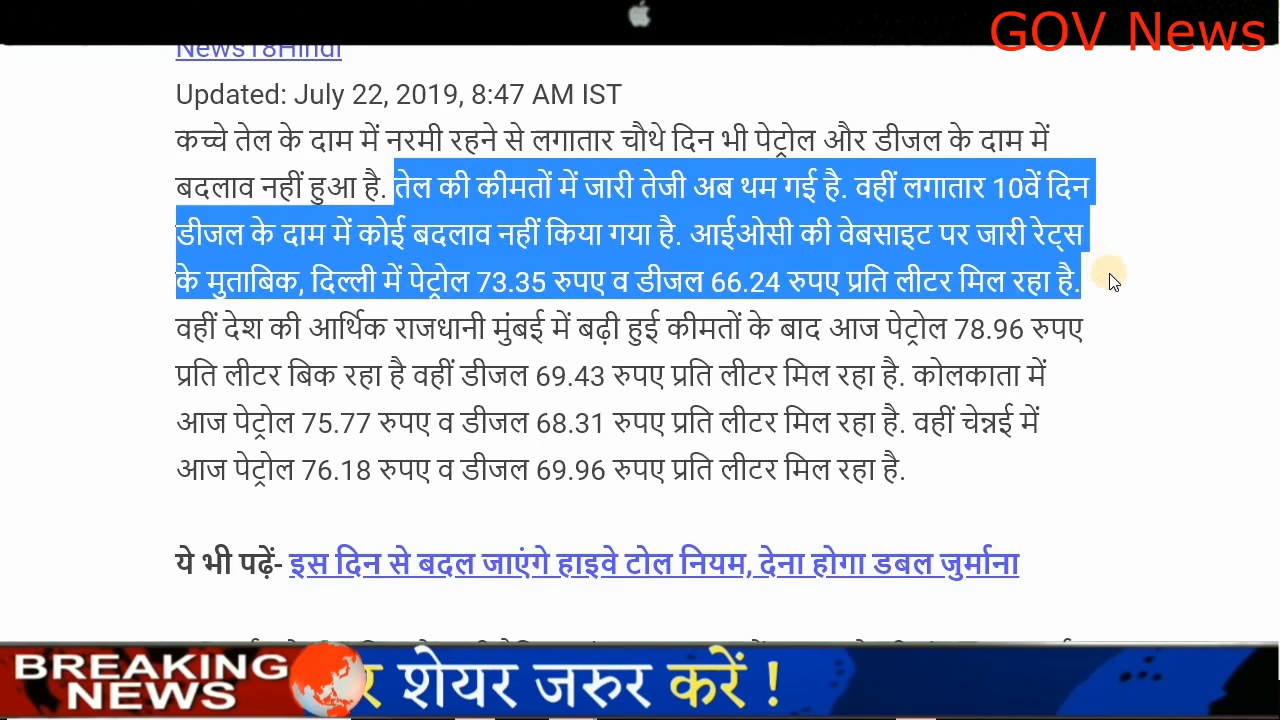 GOV News
News18Hindi
Updated: July 22, 2019, 8:47 AM IST
कच्चे तेल के दाम में नरमी रहने से लगातार चौथे दिन भी पेट्रोल और डीजल के दाम में
बदलाव नहीं हुआ है. तेल की कीमतों में जारी तेजी अब थम गई है. वहीं लगातार 10वें दिन
डीजल के दाम में कोई बदलाव नहीं किया गया है. आईओसी की वेबसाइट पर जारी रेट्स
के मुताबिक, दिल्ली में पेट्रोल 73.35 रुपए व डीजल 66.24 रुपए प्रति लीटर मिल रहा है.
वहीं देश की आर्थिक राजधानी मुंबई में बढ़ी हुई कीमतों के बाद आज पेट्रोल 78.96 रुपए
प्रति लीटर बिक रहा है वहीं डीजल 69.43 रुपए प्रति लीटर मिल रहा है. कोलकाता में
आज पेट्रोल 75.77 रुपए व डीजल 68.31 रुपए प्रति लीटर मिल रहा है. वहीं चेन्नई में
आज पेट्रोल 76.18 रुपए व डीजल 69.96 रुपए प्रति लीटर मिल रहा है.
ये भी पढ़ें- इस दिन से बदल जाएंगे हाइवे टोल नियम, देना होगा डबल जुर्माना
BREAKING
NEWS
र शेयर जरुर करें !